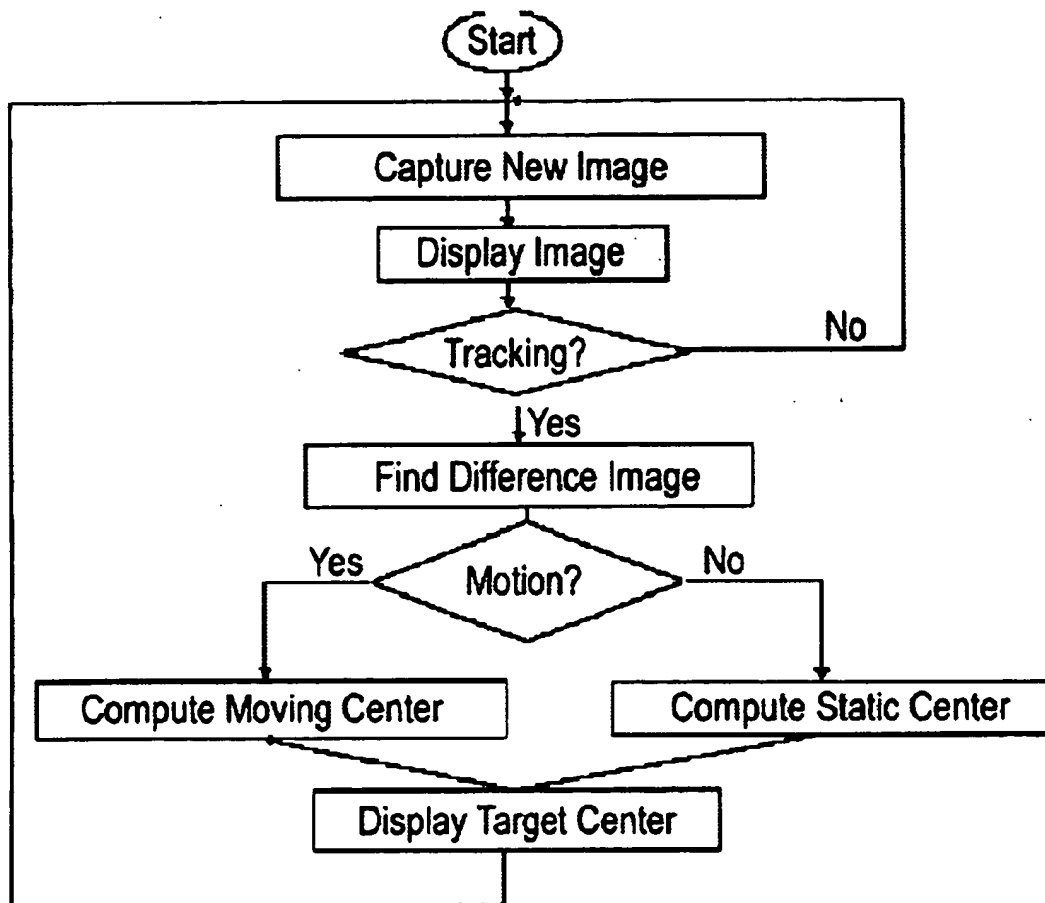 Start
Capture New Image
Display Image
Tracking?
No
Yes
Find Difference Image
Yes
Motion?
No
Compute Moving Center
Compute Static Center
Display Target Center